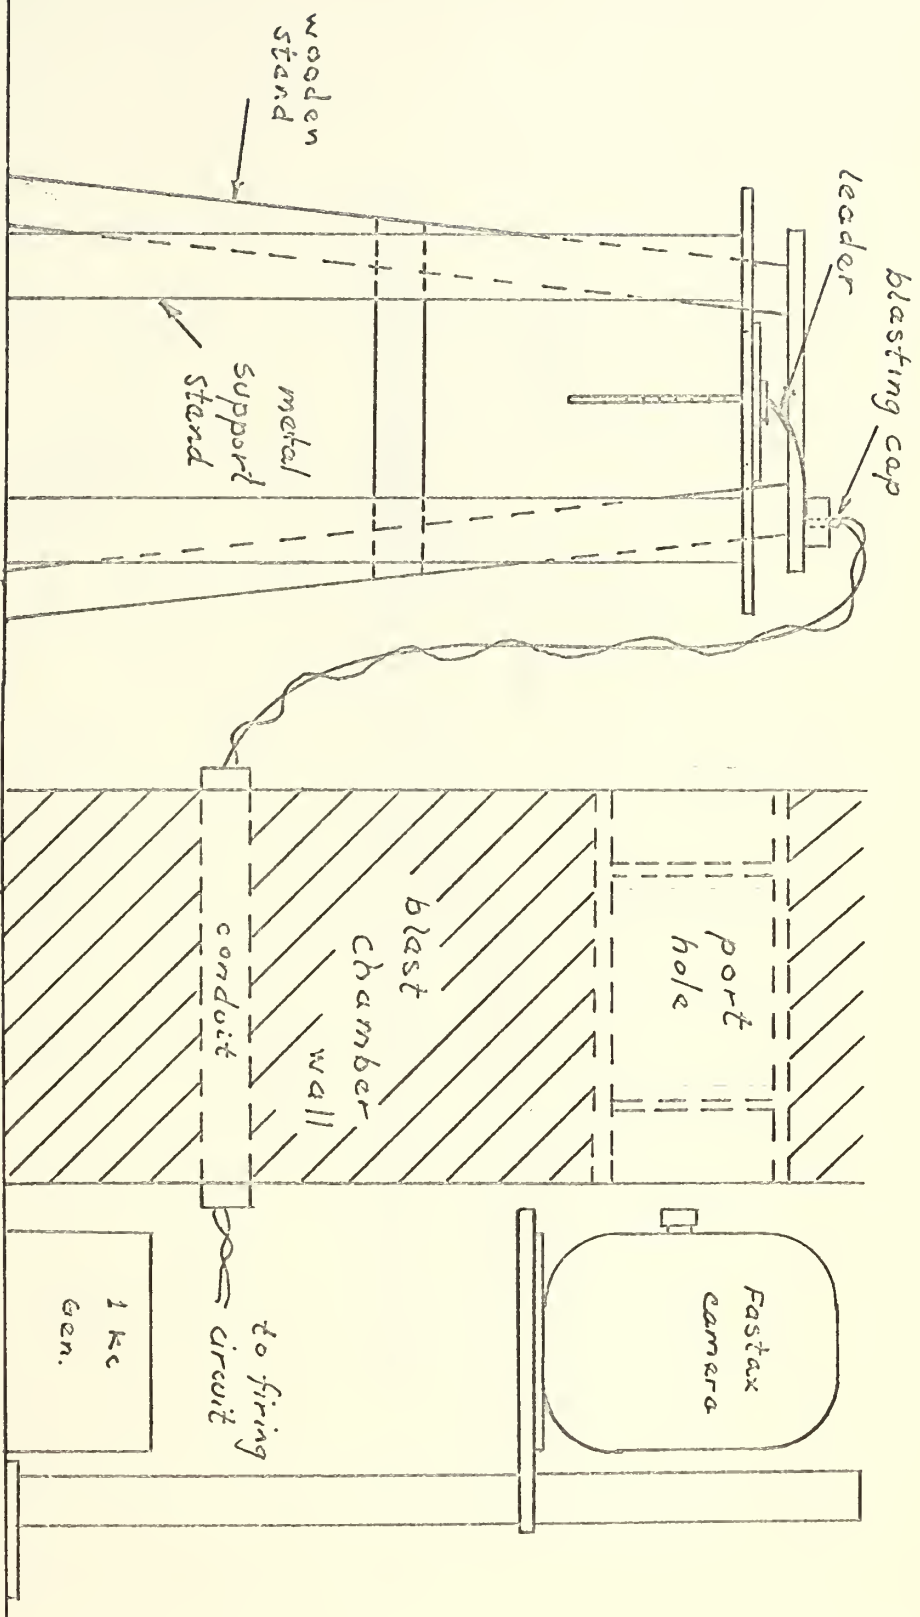 blasting cap
leader
wooden
stand
metal
support
stand
port
hole
blast
chamber
wall
conduit
Fastax
camera
to firing
circuit
1 Kc
Gen.